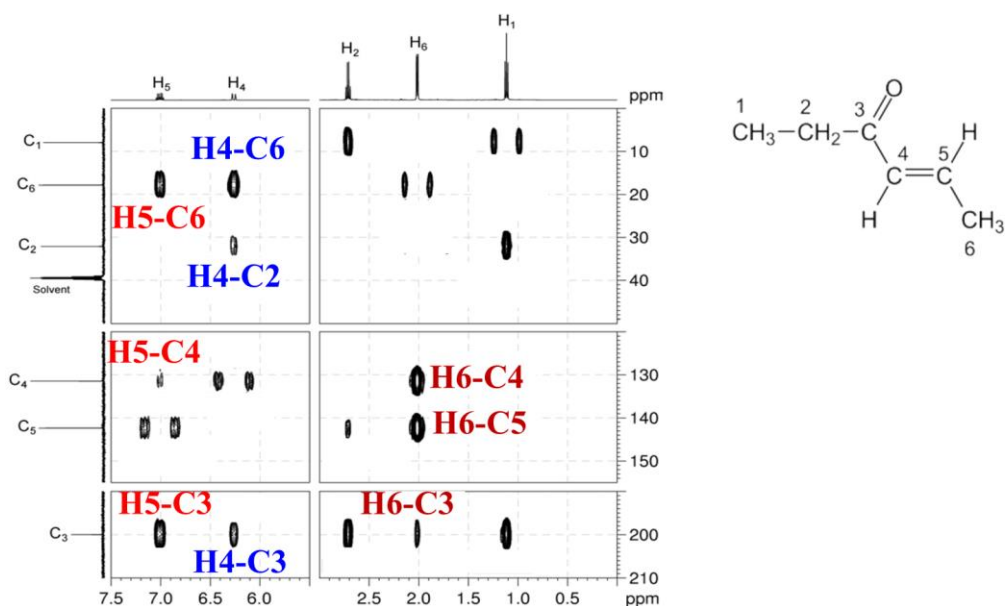 H1
H2
H6
H5
H4
ppm
C1
C6
C2
Solvent
C4
C5
C3
H4-C6
H5-C6
H4-C2
H5-C4
H6-C4
H6-C5
H5-C3
H6-C3
H4-C3
10
20
30
40
130
140
150
200
210
7.5 7.0 6.5 6.0 2.5 2.0 1.5 1.0 0.5 ppm
O
1 2 3 H
CH3—CH2 C 4 5
C=C
H CH3
6